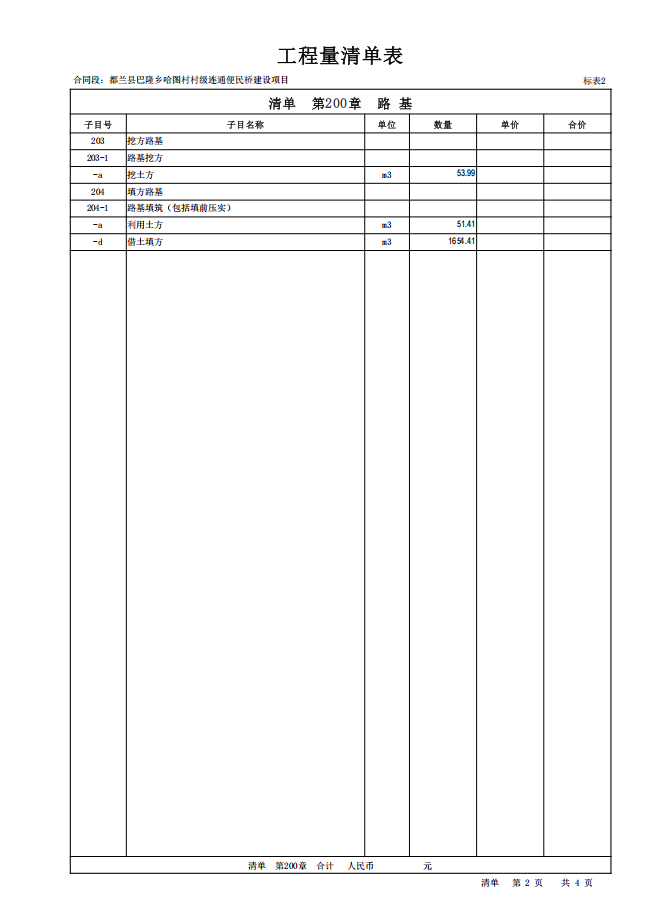 工程量清单表
合同段：都兰县巴隆乡哈图村村级连通便民桥建设项目 标表2
清单 第200章 路 基
子目号 子目名称 单位 数量 单价 合价
203 挖方路基
203-1 路基挖方
-a 挖土方 m3 53.99
204 填方路基
204-1 路基填筑（包括填前压实）
-a 利用土方 m3 51.41
-d 借土填方 m3 1654.41
清单 第200章 合计 人民币 元
清单 第 2 页 共 4 页